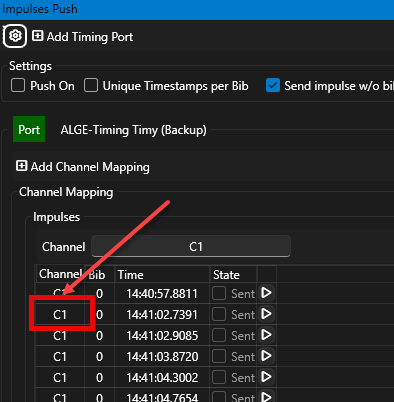 Impulses Push
Add Timing Port
Settings
Push On Unique Timestamps per Bib Send impulse w/o bi
Port ALGE-Timing Timy (Backup)
Add Channel Mapping
Channel Mapping
Impulses
Channel C1
Channel Bib Time State
C1 0 14:40:57.8811 Sent
C1 0 14:41:02.7391 Sent
C1 0 14:41:02.9085 Sent
C1 0 14:41:03.8720 Sent
C1 0 14:41:04.3002 Sent
C1 0 14:41:04.7654 Sent